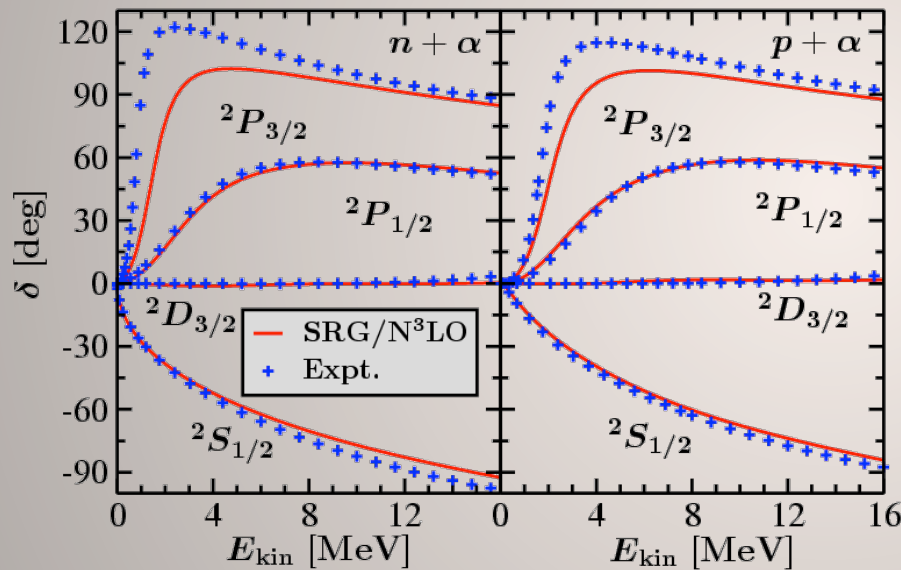 120
90
60
30
0
-30
-60
-90
δ [deg]
n + α
²P₃/₂
²P₁/₂
²D₃/₂
²S₁/₂
SRG/N³LO
Expt.
0 4 8 12
E_kin [MeV]
p + α
²P₃/₂
²P₁/₂
²D₃/₂
²S₁/₂
0 4 8 12 16
E_kin [MeV]